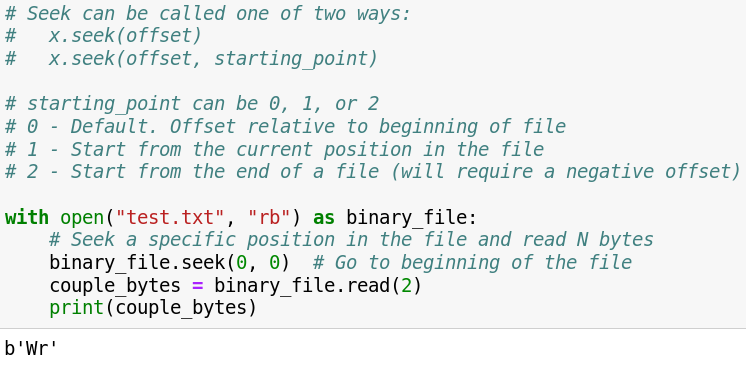 # Seek can be called one of two ways:
#   x.seek(offset)
#   x.seek(offset, starting_point)

# starting_point can be 0, 1, or 2
# 0 - Default. Offset relative to beginning of file
# 1 - Start from the current position in the file
# 2 - Start from the end of a file (will require a negative offset)

with open("test.txt", "rb") as binary_file:
    # Seek a specific position in the file and read N bytes
    binary_file.seek(0, 0)  # Go to beginning of the file
    couple_bytes = binary_file.read(2)
    print(couple_bytes)
b'Wr'